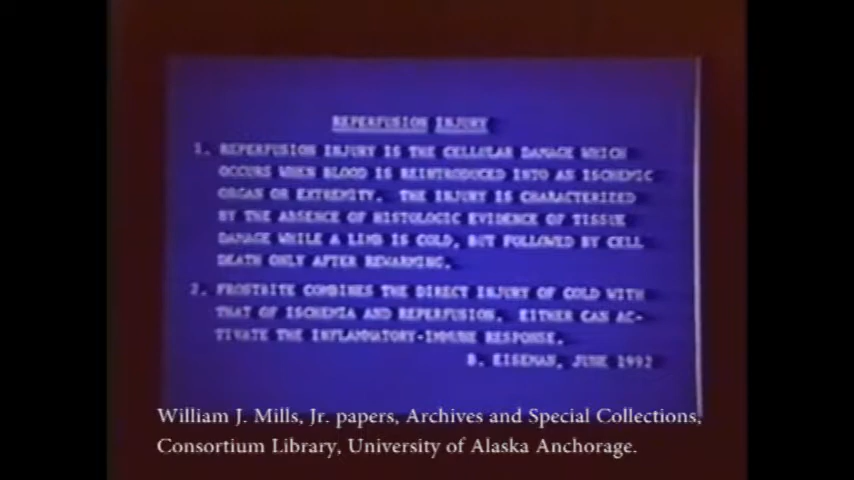 REPERFUSION INJURY
1. REPERFUSION INJURY IS THE CELLULAR DAMAGE WHICH
OCCURS WHEN BLOOD IS REINTRODUCED INTO AN ISCHEMIC
ORGAN OR EXTREMITY. THE INJURY IS CHARACTERIZED
BY THE ABSENCE OF HISTOLOGIC EVIDENCE OF TISSUE
DAMAGE WHILE A LIMB IS COLD, BUT FOLLOWED BY CELL
DEATH ONLY AFTER REWARMING.
2. FROSTBITE COMBINES THE DIRECT INJURY OF COLD WITH
THAT OF ISCHEMIA AND REPERFUSION. EITHER CAN AC-
TIVATE THE INFLAMMATORY-IMMUNE RESPONSE.
B. EISEMAN, JUNE 1992
William J. Mills, Jr. papers, Archives and Special Collections,
Consortium Library, University of Alaska Anchorage.